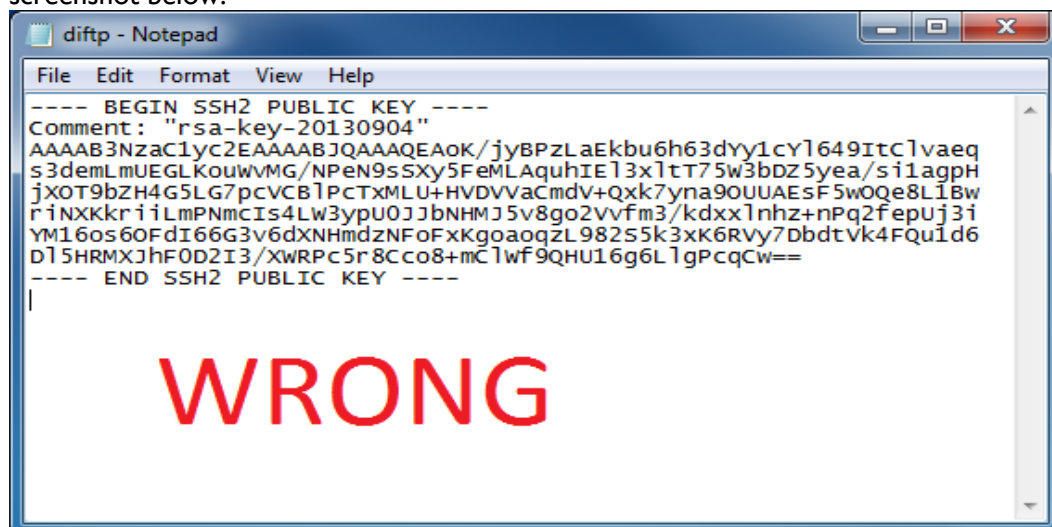 screenshot below.
diftp - Notepad
File Edit Format View Help
---- BEGIN SSH2 PUBLIC KEY ----
Comment: "rsa-key-20130904"
AAAAB3NzaC1yc2EAAAABJQAAAQEAoK/jyBPzLaEkbu6h63dYy1cYl649ItClvaeq
s3demLmUEGLKouWvMG/NPeN9sSXy5FeMLAquhIEl3xltT75W3bDZ5yea/si1agpH
jXOT9bZH4G5LG7pcVCBlPcTxMLU+HVDVVaCmdV+Qxk7yna9OUUAEsF5wOQe8L1Bw
riNXKkriiLmPNmcIs4LW3ypU0JJbNHMJ5v8go2Vvfm3/kdxxlnhz+nPq2fepUj3i
YM16os6OFdI66G3v6dXNHmdzNFoFxKgoaoqzL982S5k3xK6RVy7DbdtVk4FQu1d6
Dl5HRMXJhF0D2I3/XWRPc5r8Cco8+mClWf9QHU16g6LlgPcqCw==
---- END SSH2 PUBLIC KEY ----
WRONG